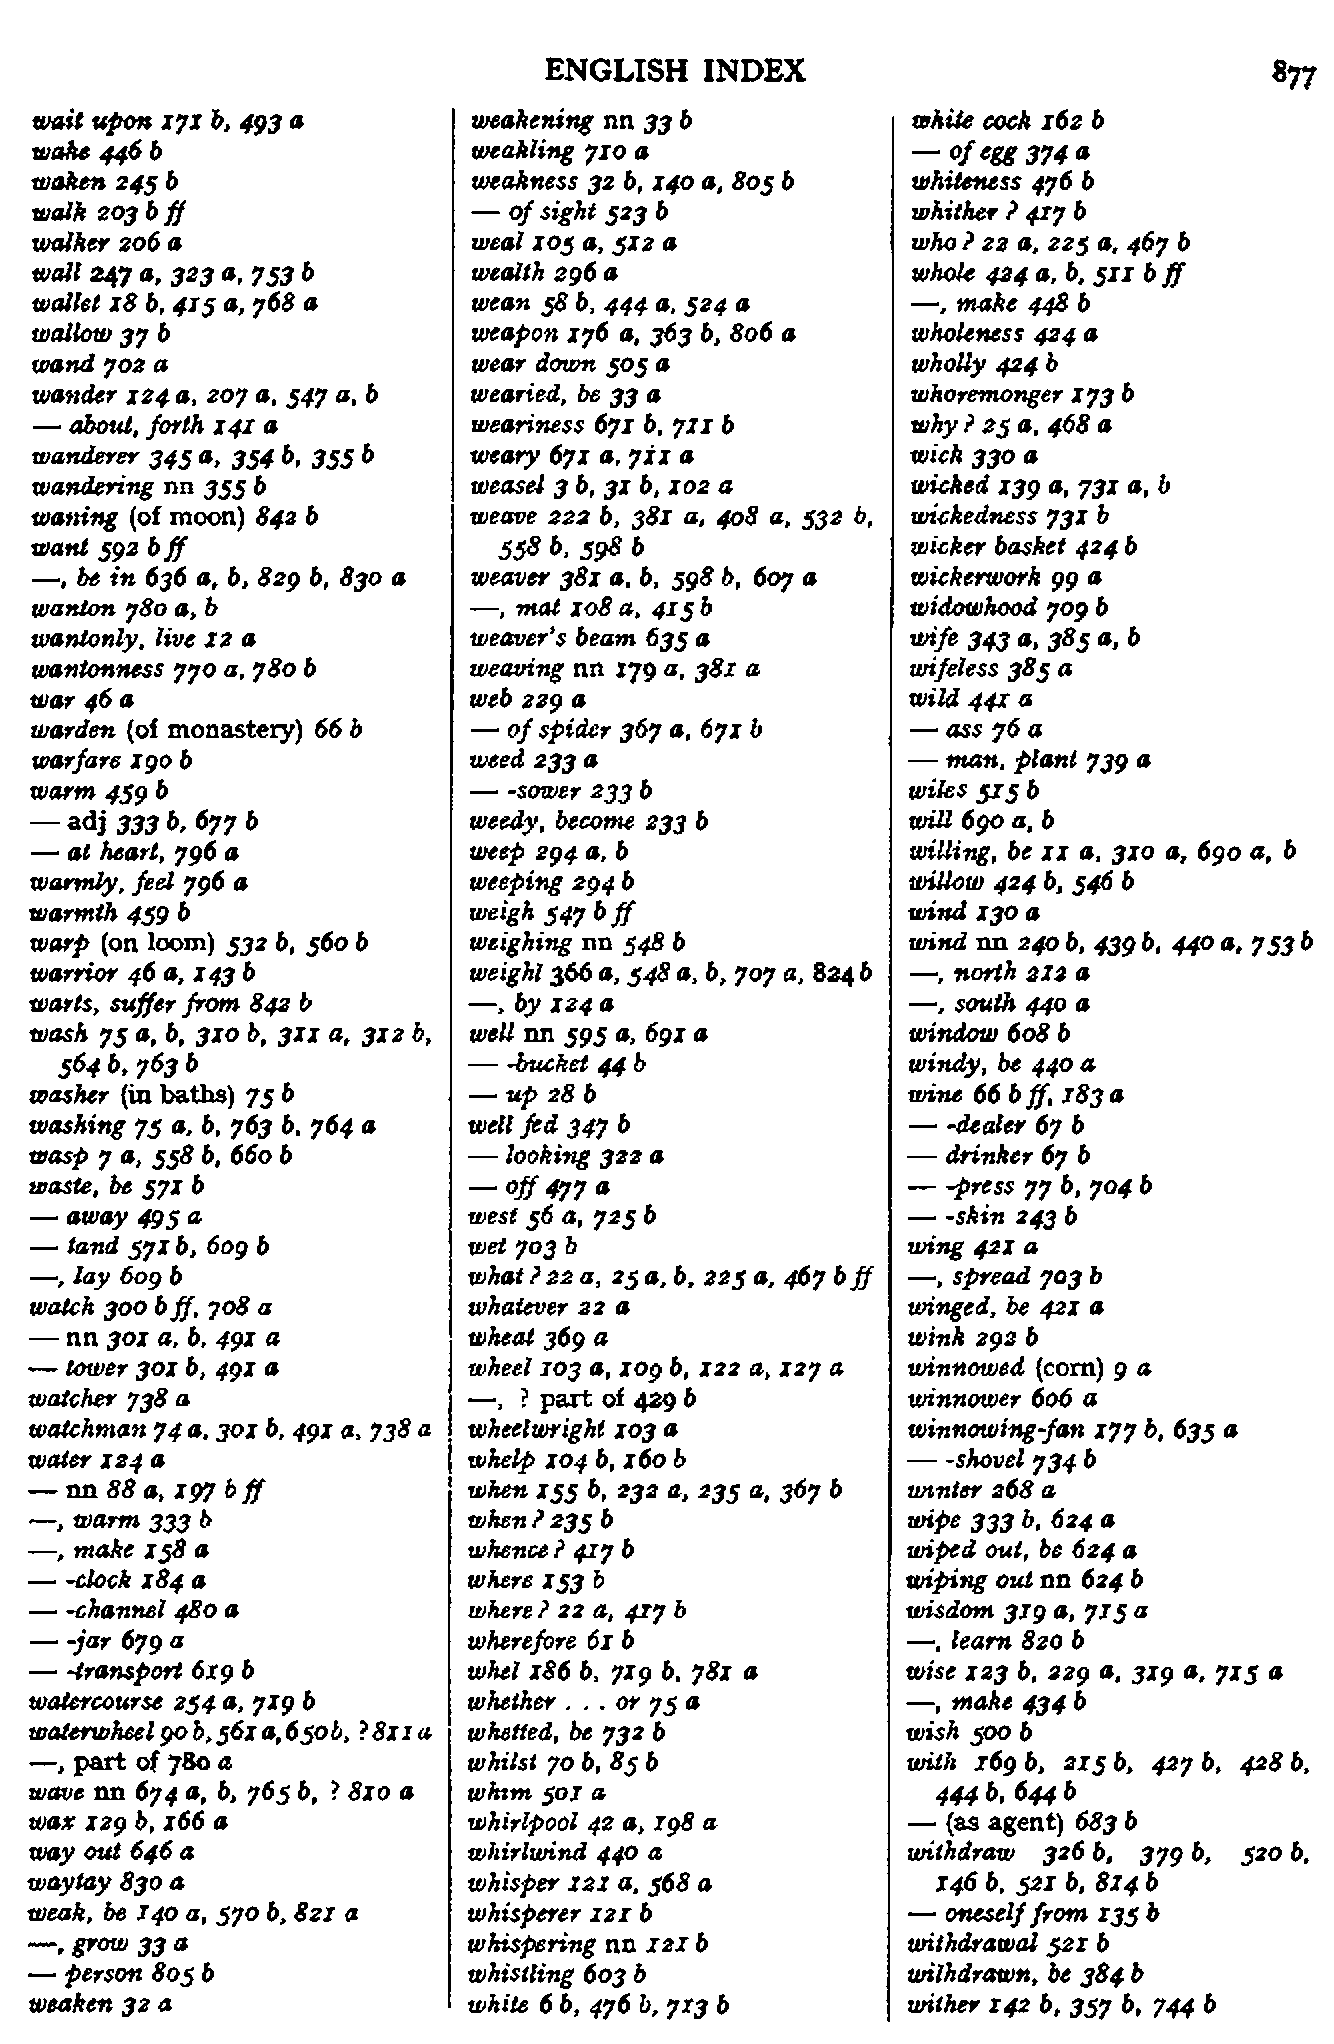 ENGLISH INDEX 877
wait upon 171 b, 493 a
wake 446 b
waken 245 b
walk 203 b ff
walker 206 a
wall 247 a, 323 a, 753 b
wallet 18 b, 415 a, 768 a
wallow 37 b
wand 702 a
wander 124 a, 207 a, 547 a, b
— about, forth 141 a
wanderer 345 a, 354 b, 355 b
wandering nn 355 b
waning (of moon) 842 b
want 592 b ff
—, be in 636 a, b, 829 b, 830 a
wanton 780 a, b
wantonly, live 12 a
wantonness 770 a, 780 b
war 46 a
warden (of monastery) 66 b
warfare 190 b
warm 459 b
— adj 333 b, 677 b
— at heart, 796 a
warmly, feel 796 a
warmth 459 b
warp (on loom) 532 b, 560 b
warrior 46 a, 143 b
warts, suffer from 842 b
wash 75 a, b, 310 b, 311 a, 312 b,
564 b, 763 b
washer (in baths) 75 b
washing 75 a, b, 763 b, 764 a
wasp 7 a, 558 b, 660 b
waste, be 571 b
— away 495 a
— land 571 b, 609 b
—, lay 609 b
watch 300 b ff, 708 a
— nn 301 a, b, 491 a
— tower 301 b, 491 a
watcher 738 a
watchman 74 a, 301 b, 491 a, 738 a
water 124 a
— nn 88 a, 197 b ff
—, warm 333 b
—, make 158 a
— -clock 184 a
— -channel 480 a
— -jar 679 a
— -transport 619 b
watercourse 254 a, 719 b
waterwheel 90 b, 561 a, 650 b, ? 811 a
—, part of 780 a
wave nn 674 a, b, 765 b, ? 810 a
wax 129 b, 166 a
way out 646 a
waylay 830 a
weak, be 140 a, 570 b, 821 a
—, grow 33 a
— person 805 b
weaken 32 a
weakening nn 33 b
weakling 710 a
weakness 32 b, 140 a, 805 b
— of sight 523 b
weal 105 a, 512 a
wealth 296 a
wean 58 b, 444 a, 524 a
weapon 176 a, 363 b, 806 a
wear down 505 a
wearied, be 33 a
weariness 671 b, 711 b
weary 671 a, 711 a
weasel 3 b, 31 b, 102 a
weave 222 b, 381 a, 408 a, 532 b,
558 b, 598 b
weaver 381 a, b, 598 b, 607 a
—, mat 108 a, 415 b
weaver's beam 635 a
weaving nn 179 a, 381 a
web 229 a
— of spider 367 a, 671 b
weed 233 a
— -sower 233 b
weedy, become 233 b
weep 294 a, b
weeping 294 b
weigh 547 b ff
weighing nn 548 b
weight 366 a, 548 a, b, 707 a, 824 b
—, by 124 a
well nn 595 a, 691 a
— -bucket 44 b
— up 28 b
well fed 347 b
— looking 322 a
— off 477 a
west 56 a, 725 b
wet 703 b
what ? 22 a, 25 a, b, 225 a, 467 b ff
whatever 22 a
wheat 369 a
wheel 103 a, 109 b, 122 a, 127 a
—, ? part of 429 b
wheelwright 103 a
whelp 104 b, 160 b
when 155 b, 232 a, 235 a, 367 b
when ? 235 b
whence ? 417 b
where 153 b
where ? 22 a, 417 b
wherefore 61 b
whet 186 b, 719 b, 781 a
whether . . . or 75 a
whetted, be 732 b
whilst 70 b, 85 b
whim 501 a
whirlpool 42 a, 198 a
whirlwind 440 a
whisper 121 a, 568 a
whisperer 121 b
whispering nn 121 b
whistling 603 b
white 6 b, 476 b, 713 b
white cock 162 b
— of egg 374 a
whiteness 476 b
whither ? 417 b
who ? 22 a, 225 a, 467 b
whole 424 a, b, 511 b ff
—, make 448 b
wholeness 424 a
wholly 424 b
whoremonger 173 b
why ? 25 a, 468 a
wick 330 a
wicked 139 a, 731 a, b
wickedness 731 b
wicker basket 424 b
wickerwork 99 a
widowhood 709 b
wife 343 a, 385 a, b
wifeless 385 a
wild 441 a
— ass 76 a
— man, plant 739 a
wiles 515 b
will 690 a, b
willing, be 11 a, 310 a, 690 a, b
willow 424 b, 546 b
wind 130 a
wind nn 240 b, 439 b, 440 a, 753 b
—, north 212 a
—, south 440 a
window 608 b
windy, be 440 a
wine 66 b ff, 183 a
— -dealer 67 b
— drinker 67 b
— -press 77 b, 704 b
— -skin 243 b
wing 421 a
—, spread 703 b
winged, be 421 a
wink 292 b
winnowed (corn) 9 a
winnower 606 a
winnowing-fan 177 b, 635 a
— -shovel 734 b
winter 268 a
wipe 333 b, 624 a
wiped out, be 624 a
wiping out nn 624 b
wisdom 319 a, 715 a
—, learn 820 b
wise 123 b, 229 a, 319 a, 715 a
—, make 434 b
wish 500 b
with 169 b, 215 b, 427 b, 428 b,
444 b, 644 b
— (as agent) 683 b
withdraw 326 b, 379 b, 520 b,
146 b, 521 b, 814 b
— oneself from 135 b
withdrawal 521 b
withdrawn, be 384 b
wither 142 b, 357 b, 744 b